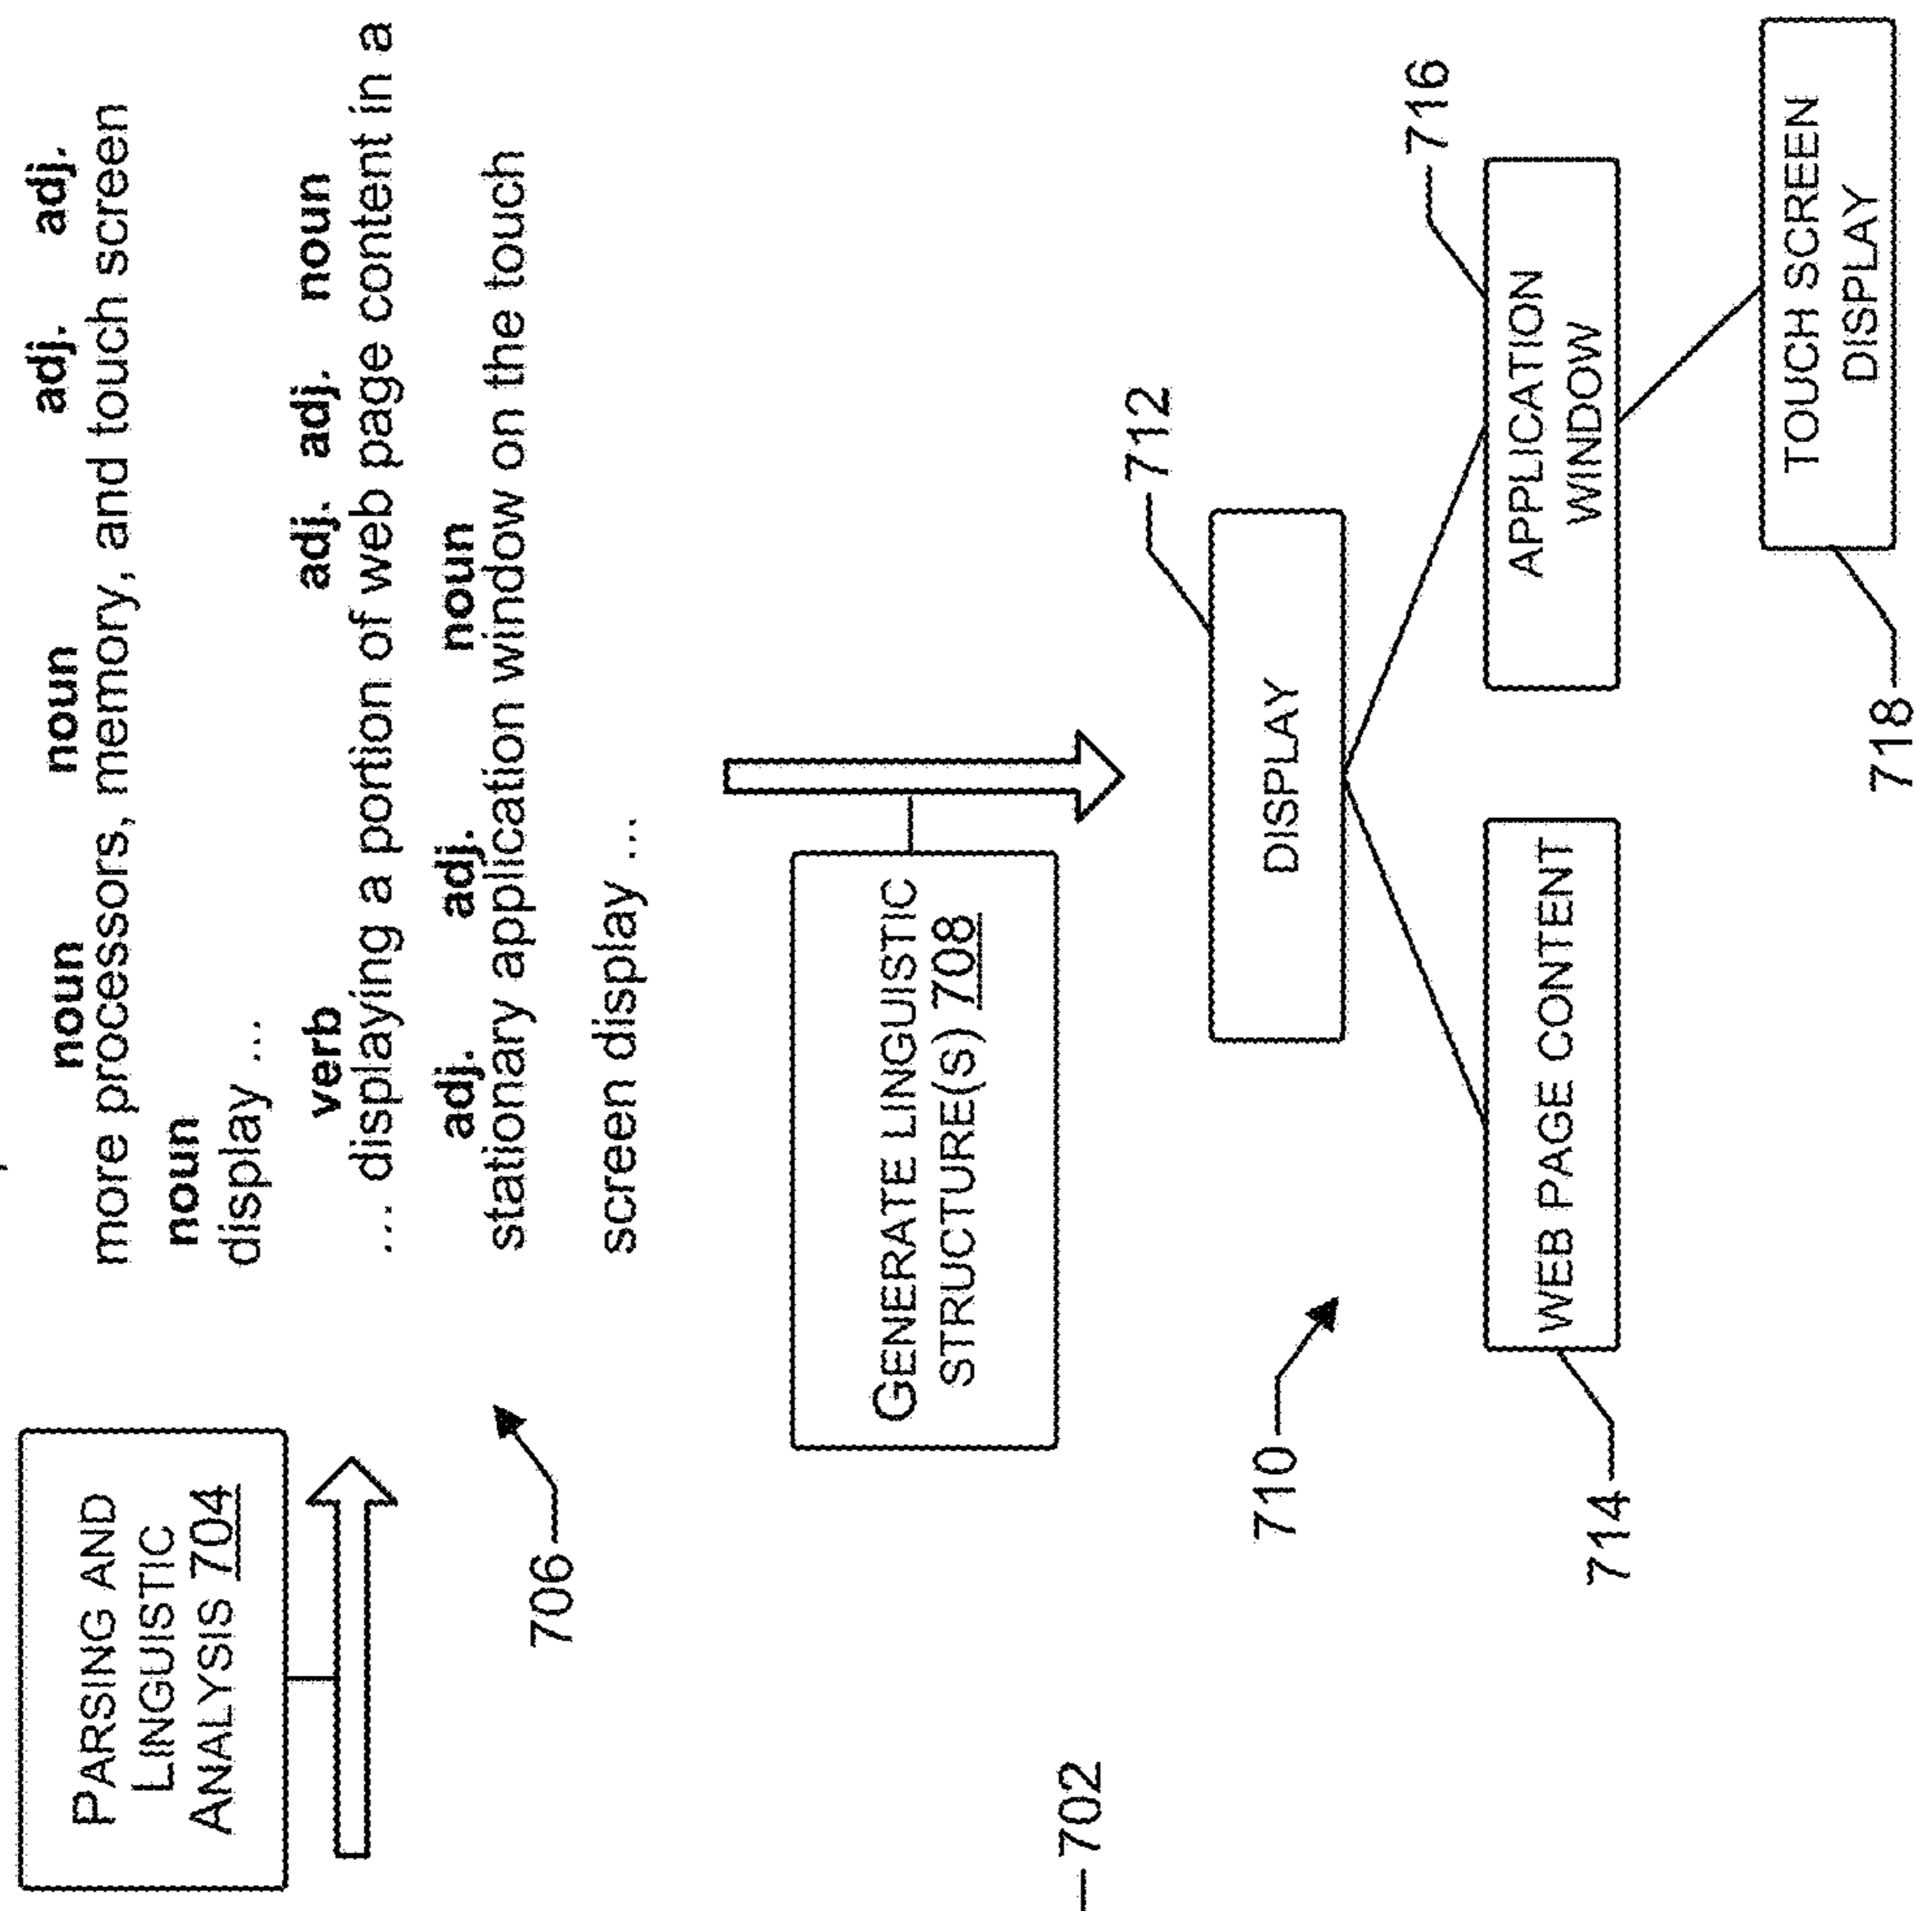 PARSING AND
LINGUISTIC
ANALYSIS 704
noun noun adj. adj.
more processors, memory, and touch screen
noun
display ...
verb adj. adj. noun
... displaying a portion of web page content in a
adj. adj. noun
stationary application window on the touch
screen display ...
706
GENERATE LINGUISTIC
STRUCTURE(S) 708
702
710
712
DISPLAY
714
WEB PAGE CONTENT
716
APPLICATION
WINDOW
718
TOUCH SCREEN
DISPLAY